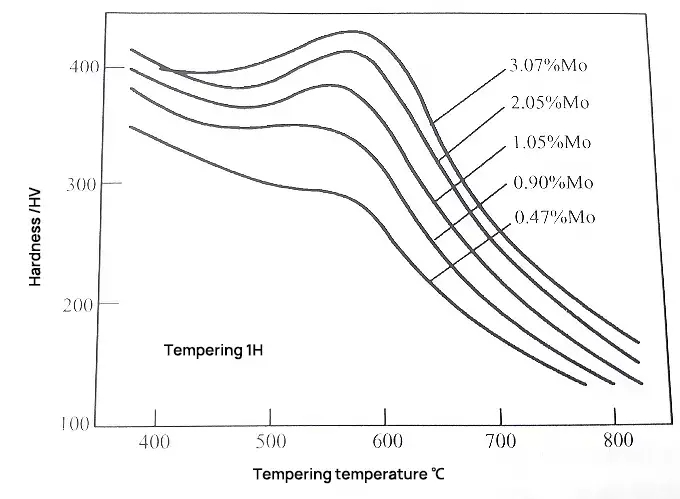 400
300
200
100
Hardness /HV
3.07%Mo
2.05%Mo
1.05%Mo
0.90%Mo
0.47%Mo
Tempering 1H
400 500 600 700 800
Tempering temperature ℃